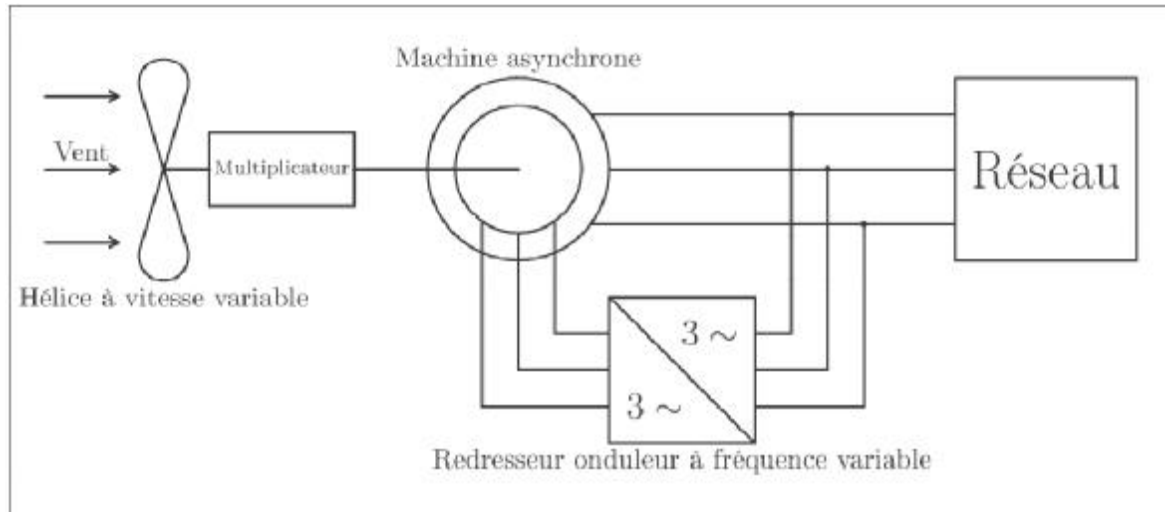 Machine asynchrone
Vent
Multiplicateur
Réseau
Hélice à vitesse variable
3 ~
3 ~
Redresseur onduleur à fréquence variable